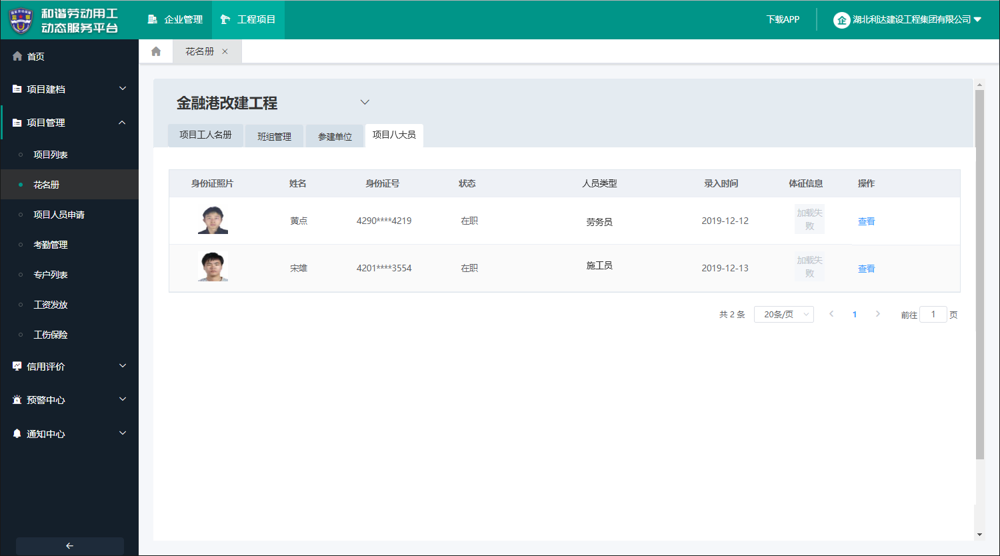 和谐劳动用工
动态服务平台
企业管理
工程项目
下载APP
企 湖北利达建设工程集团有限公司
首页
项目建档
项目管理
项目列表
花名册
项目人员申请
考勤管理
专户列表
工资发放
工伤保险
信用评价
预警中心
通知中心
花名册
金融港改建工程
项目工人名册 班组管理 参建单位 项目八大员
身份证照片 姓名 身份证号 状态 人员类型 录入时间 体征信息 操作
黄点 4290****4219 在职 劳务员 2019-12-12 加载失
败 查看
宋雄 4201****3554 在职 施工员 2019-12-13 加载失
败 查看
共 2 条 20条/页 1 前往 1 页